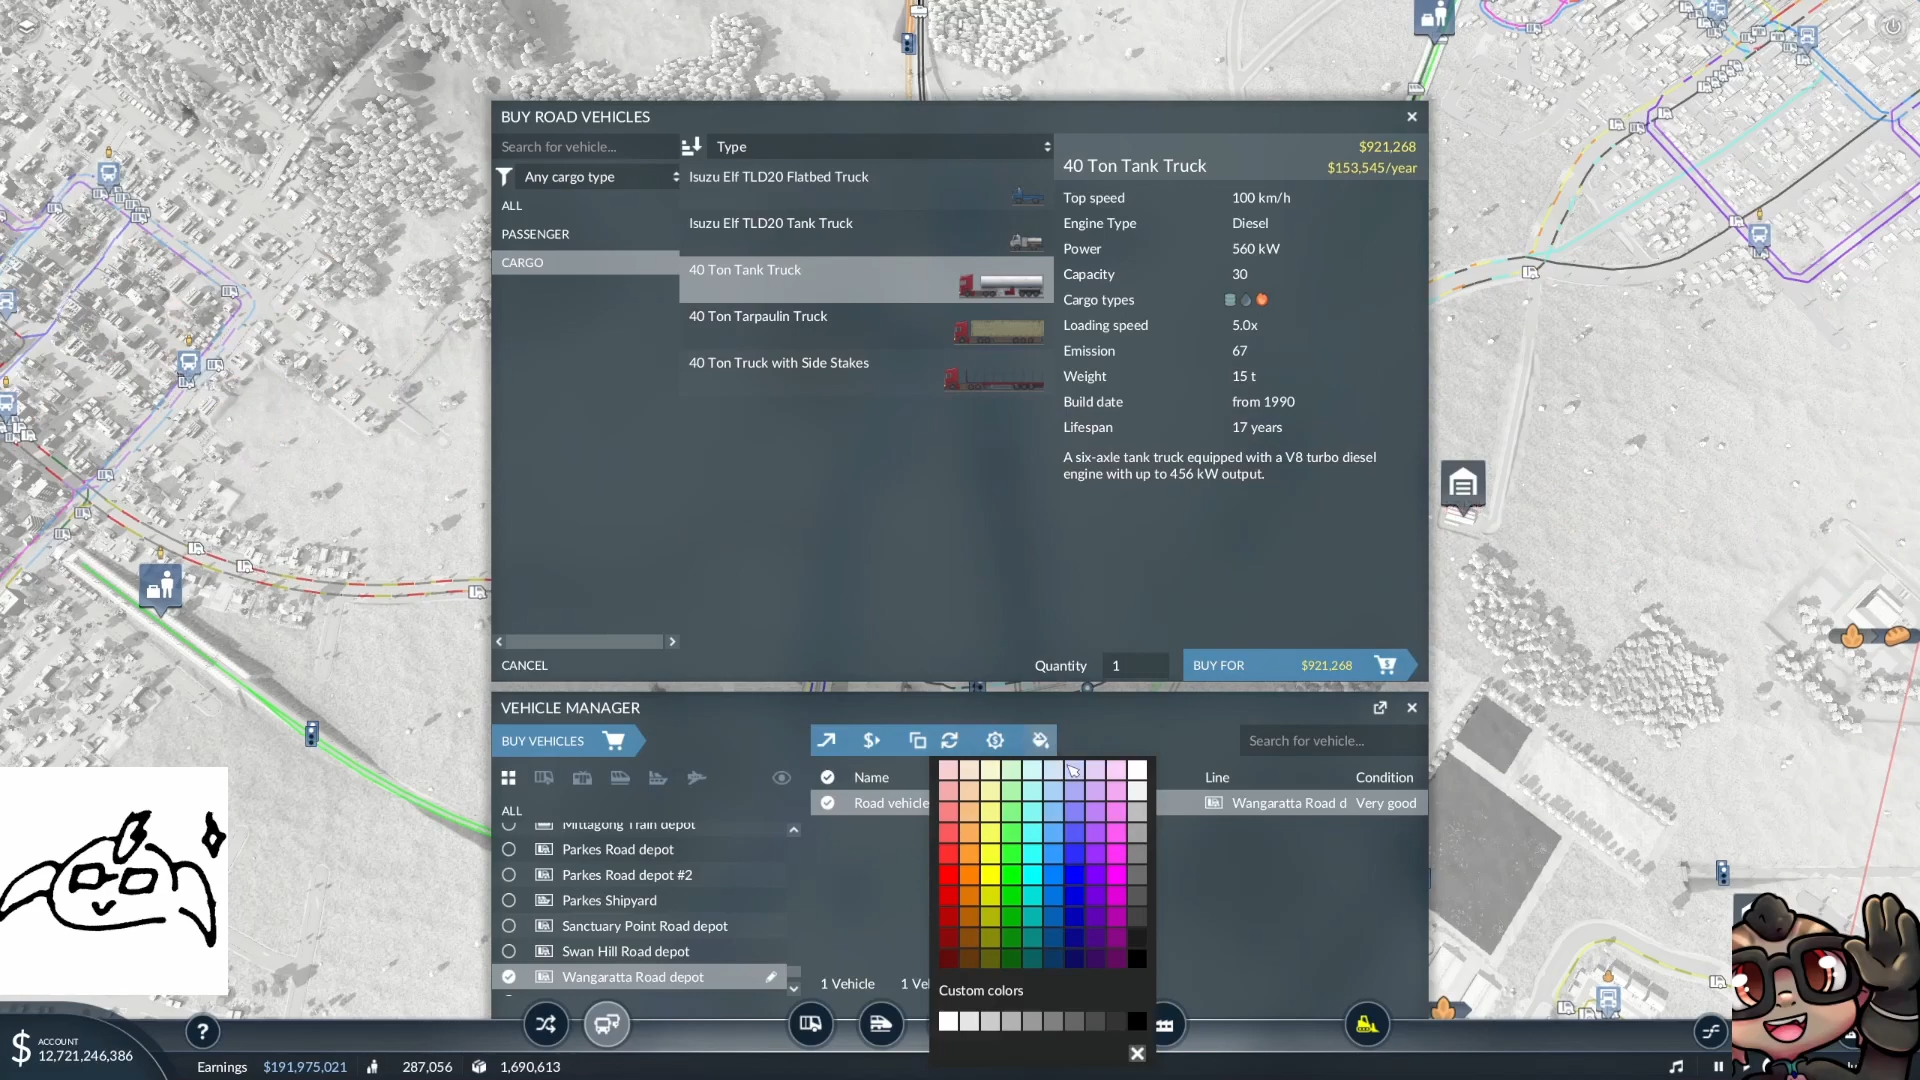 BUY ROAD VEHICLES
Search for vehicle...
Type
Any cargo type
ALL
PASSENGER
CARGO
Isuzu Elf TLD20 Flatbed Truck
Isuzu Elf TLD20 Tank Truck
40 Ton Tank Truck
40 Ton Tarpaulin Truck
40 Ton Truck with Side Stakes
$921,268
40 Ton Tank Truck
$153,545/year
Top speed 100 km/h
Engine Type Diesel
Power 560 kW
Capacity 30
Cargo types
Loading speed 5.0x
Emission 67
Weight 15 t
Build date from 1990
Lifespan 17 years
A six-axle tank truck equipped with a V8 turbo diesel
engine with up to 456 kW output.
CANCEL
Quantity 1
BUY FOR $921,268
VEHICLE MANAGER
BUY VEHICLES
Search for vehicle...
ALL
Mittagong Train depot
Parkes Road depot
Parkes Road depot #2
Parkes Shipyard
Sanctuary Point Road depot
Swan Hill Road depot
Wangaratta Road depot
Name Line Condition
Road vehicle Wangaratta Road d Very good
1 Vehicle
Custom colors
$ ACCOUNT
12,721,246,386
?
Earnings $191,975,021 287,056 1,690,613